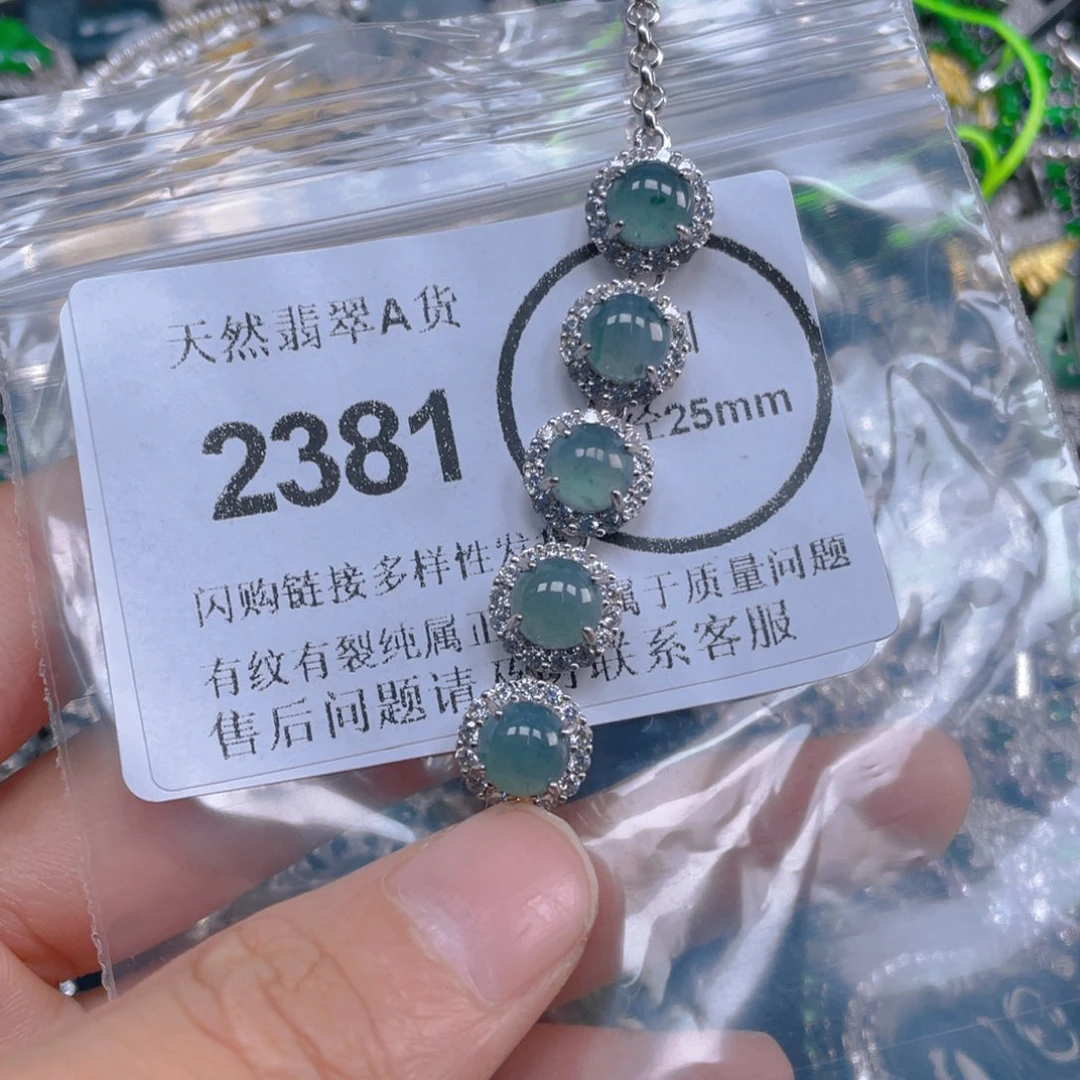 天然翡翠A货
2381
25mm
闪购链接多样性发
有纹有裂纯属正 属于质量问题
售后问题请 联系客服